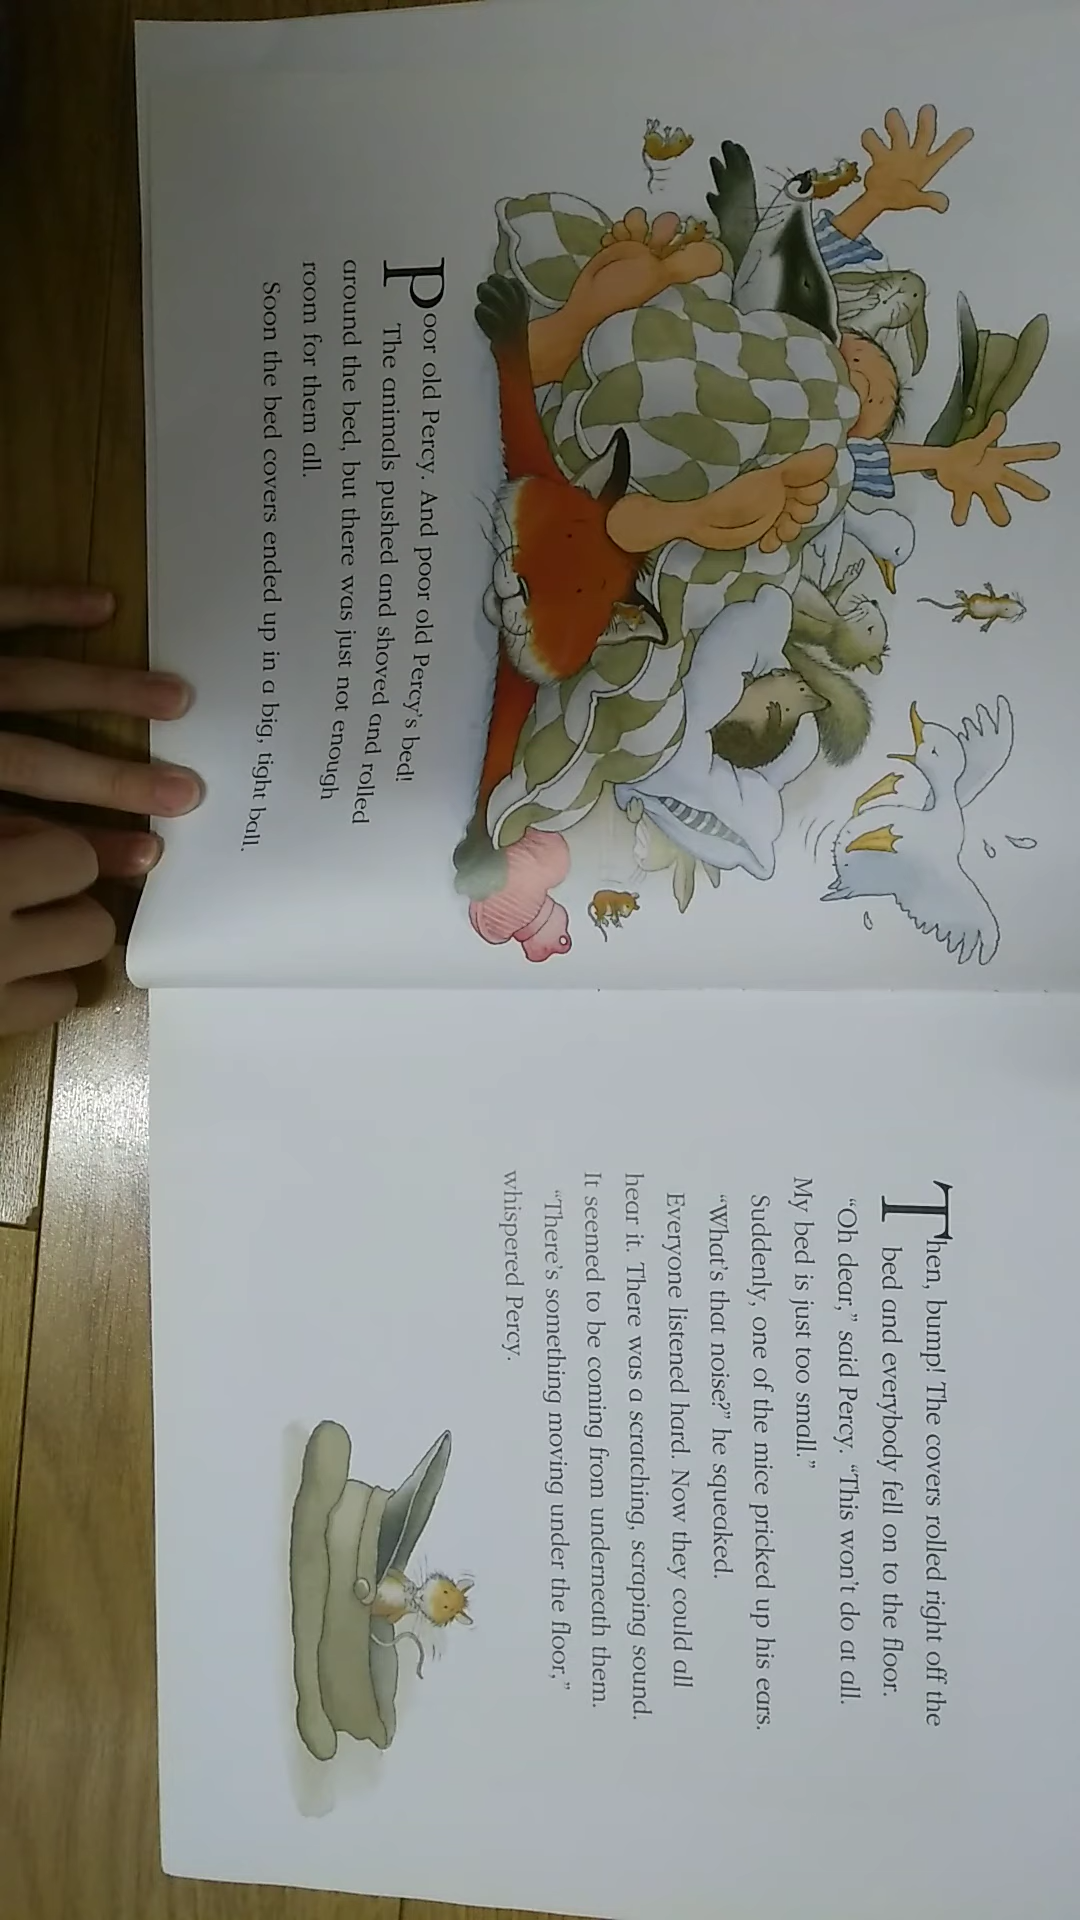 Poor old Percy. And poor old Percy's bed!
The animals pushed and shoved and rolled
around the bed, but there was just not enough
room for them all.
Soon the bed covers ended up in a big, tight ball.
Then, bump! The covers rolled right off the
bed and everybody fell on to the floor.
“Oh dear,” said Percy. “This won't do at all.
My bed is just too small.”
Suddenly, one of the mice pricked up his ears.
“What's that noise?” he squeaked.
Everyone listened hard. Now they could all
hear it. There was a scratching, scraping sound.
It seemed to be coming from underneath them.
“There's something moving under the floor,”
whispered Percy.